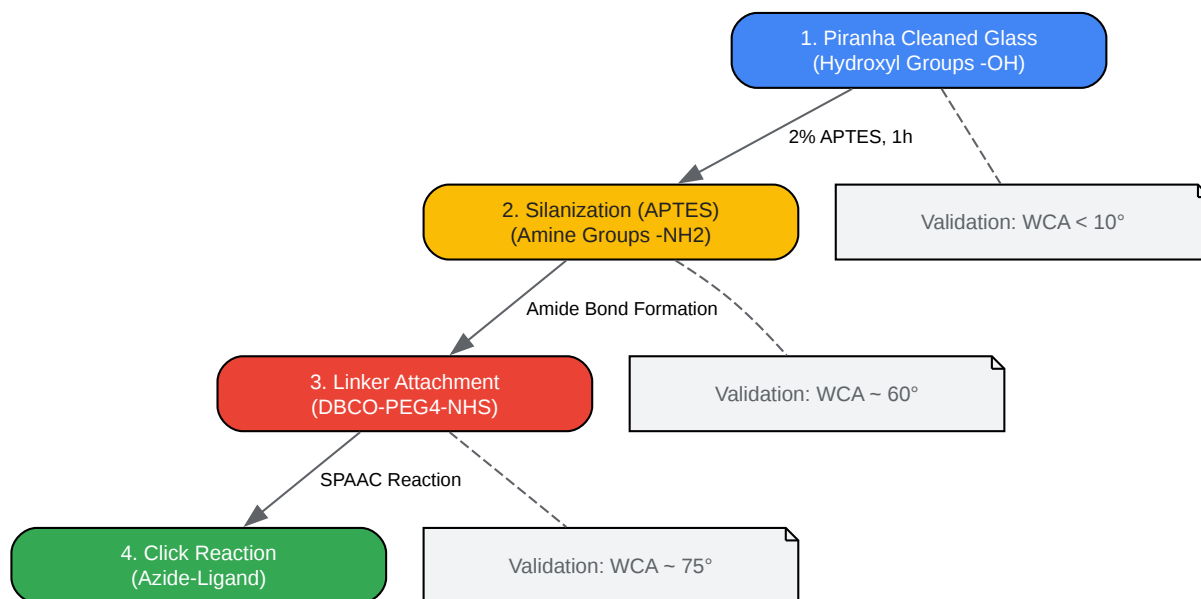 1. Piranha Cleaned Glass
(Hydroxyl Groups -OH)
2% APTES, 1h
2. Silanization (APTES)
(Amine Groups -NH2)
Validation: WCA < 10°
Amide Bond Formation
3. Linker Attachment
(DBCO-PEG4-NHS)
Validation: WCA ~ 60°
SPAAC Reaction
4. Click Reaction
(Azide-Ligand)
Validation: WCA ~ 75°